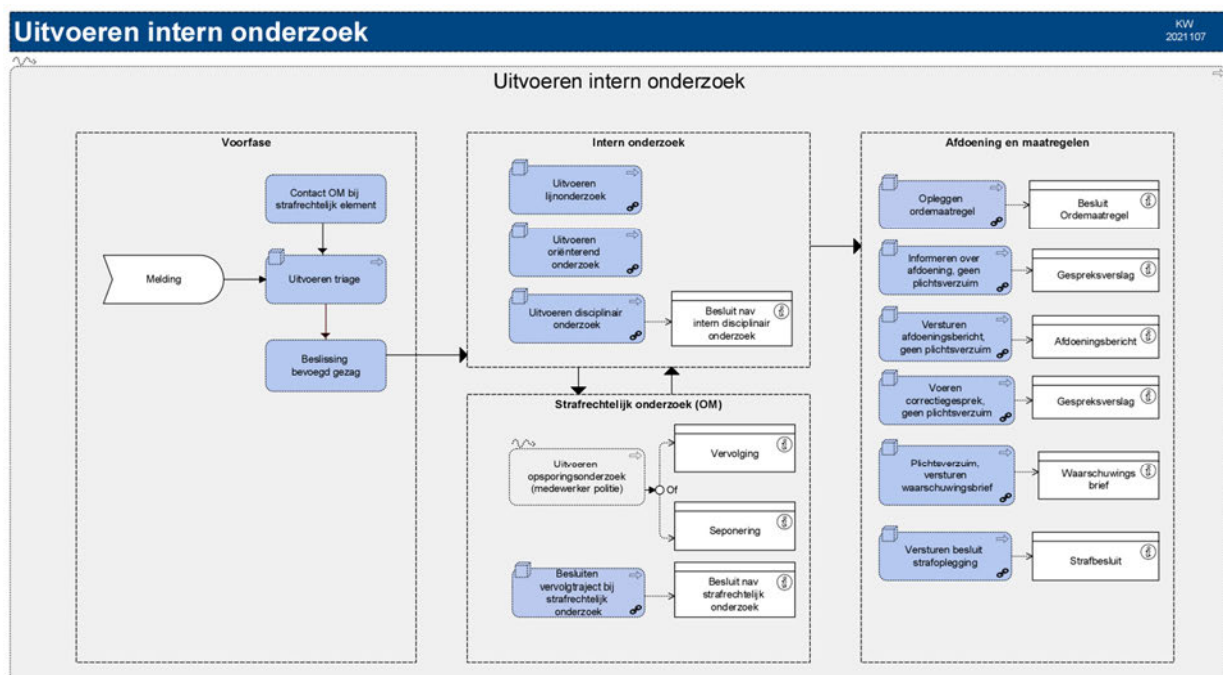 Uitvoeren intern onderzoek
KW
2021107
Uitvoeren intern onderzoek
Voorfase
Contact OM bij
strafrechtelijk element
Melding
Uitvoeren triage
Beslissing
bevoegd gezag
Intern onderzoek
Uitvoeren
lijnonderzoek
Uitvoeren
oriënterend
onderzoek
Uitvoeren disciplinair
onderzoek
Besluit nav
intern disciplinair
onderzoek
Strafrechtelijk onderzoek (OM)
Uitvoeren
opsporingsonderzoek
(medewerker politie)
Of
Vervolging
Seponering
Besluiten
vervolgtraject bij
strafrechtelijk
onderzoek
Besluit nav
strafrechtelijk
onderzoek
Afdoening en maatregelen
Opleggen
ordemaatregel
Besluit
Ordemaatregel
Informeren over
afdoening, geen
plichtsverzuim
Gespreksverslag
Versturen
afdoeningsbericht,
geen plichtsverzuim
Afdoeningsbericht
Voeren
correctiegesprek,
geen plichtsverzuim
Gespreksverslag
Plichtsverzuim,
versturen
waarschuwingsbrief
Waarschuwings
brief
Versturen besluit
strafoplegging
Strafbesluit